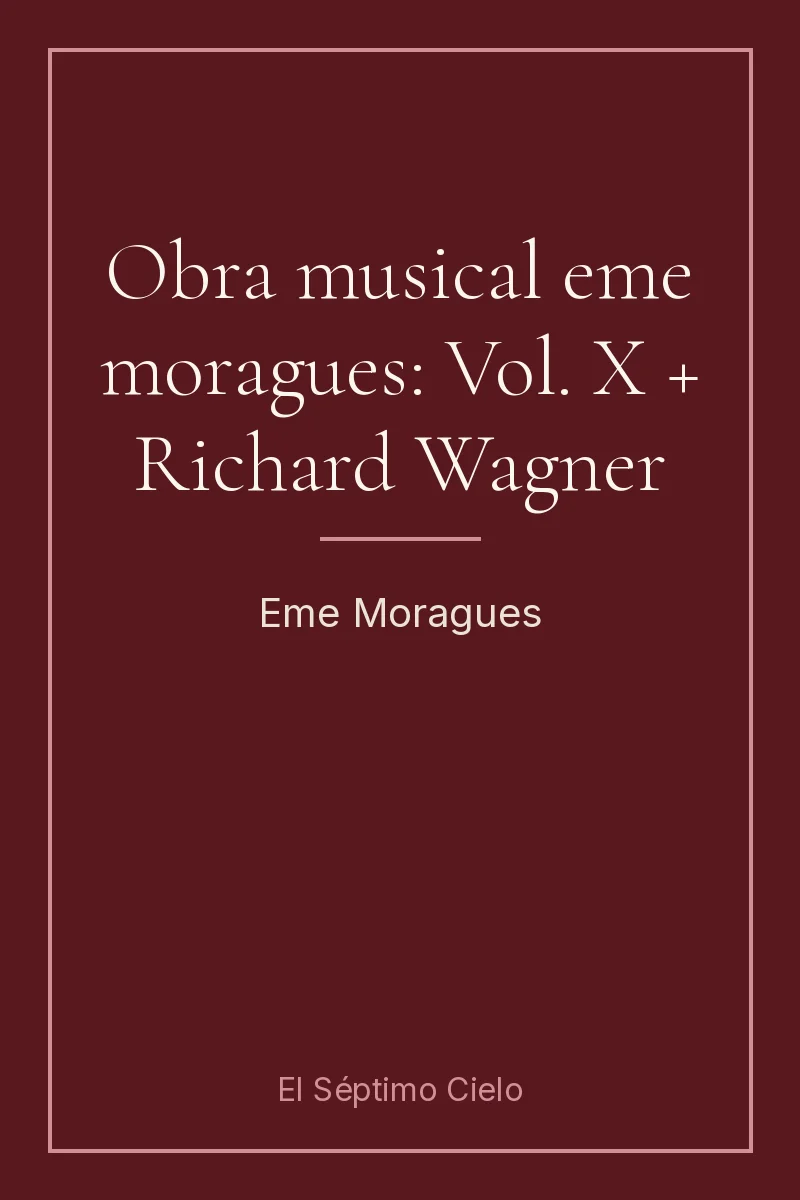 Obra musical eme
moragues: Vol. X +
Richard Wagner
Eme Moragues
El Séptimo Cielo